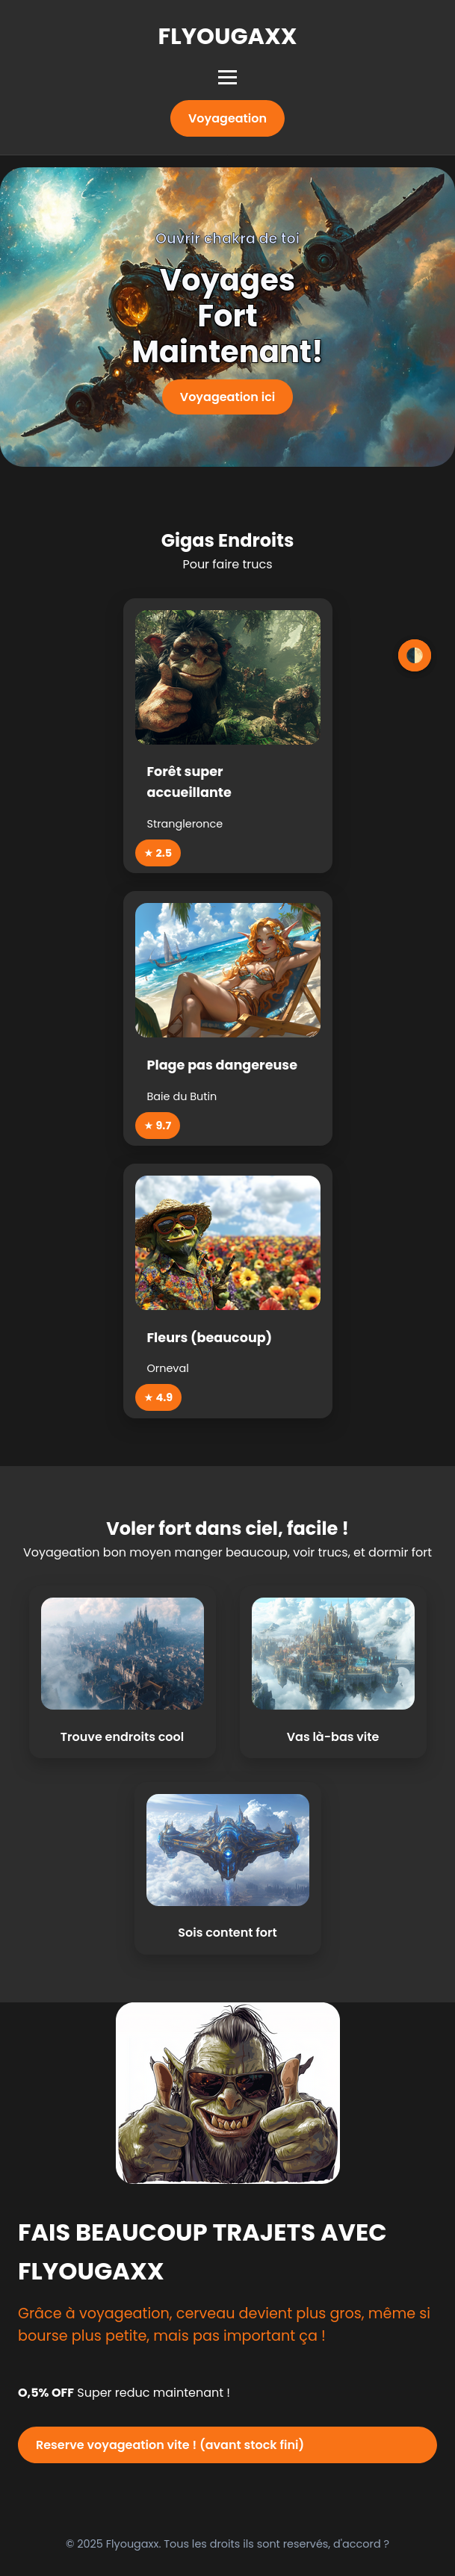 FLYOUGAXX
Voyageation
Ouvrir chakra de toi
Voyages
Fort
Maintenant!
Voyageation ici
Gigas Endroits
Pour faire trucs
Forêt super
accueillante
Strangleronce
★ 2.5
Plage pas dangereuse
Baie du Butin
★ 9.7
Fleurs (beaucoup)
Orneval
★ 4.9
Voler fort dans ciel, facile !
Voyageation bon moyen manger beaucoup, voir trucs, et dormir fort
Trouve endroits cool
Vas là-bas vite
Sois content fort
FAIS BEAUCOUP TRAJETS AVEC
FLYOUGAXX
Grâce à voyageation, cerveau devient plus gros, même si
bourse plus petite, mais pas important ça !
O,5% OFF Super reduc maintenant !
Reserve voyageation vite ! (avant stock fini)
© 2025 Flyougaxx. Tous les droits ils sont reservés, d'accord ?